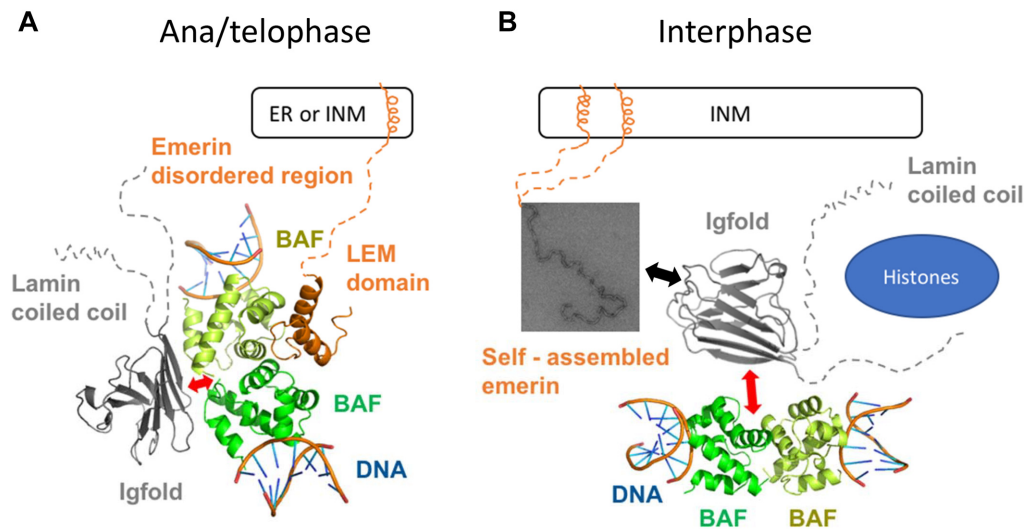 A
Ana/telophase
ER or INM
Emerin
disordered region
BAF
LEM
domain
Lamin
coiled coil
BAF
DNA
Igfold
B
Interphase
INM
Lamin
coiled coil
Igfold
Histones
Self - assembled
emerin
DNA
BAF
BAF